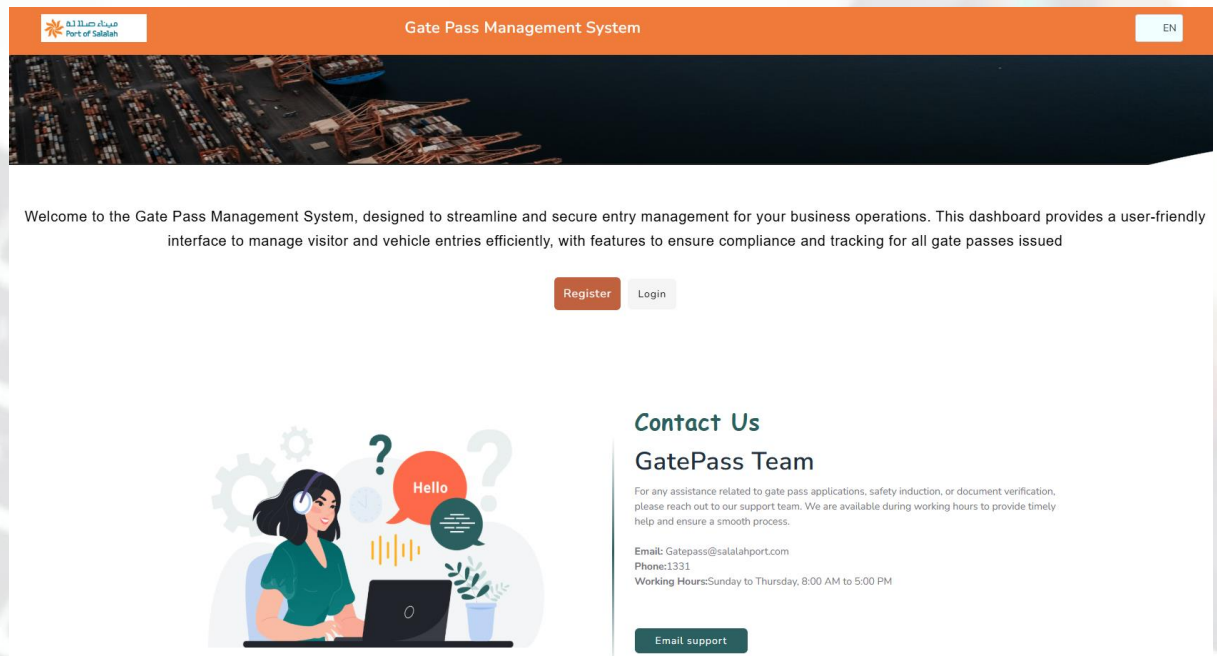 ميناء صلالة
Port of Salalah
Gate Pass Management System
EN
Welcome to the Gate Pass Management System, designed to streamline and secure entry management for your business operations. This dashboard provides a user-friendly
interface to manage visitor and vehicle entries efficiently, with features to ensure compliance and tracking for all gate passes issued
Register
Login
Hello
Contact Us
GatePass Team
For any assistance related to gate pass applications, safety induction, or document verification,
please reach out to our support team. We are available during working hours to provide timely
help and ensure a smooth process.
Email: Gatepass@salalahport.com
Phone:1331
Working Hours:Sunday to Thursday, 8:00 AM to 5:00 PM
Email support